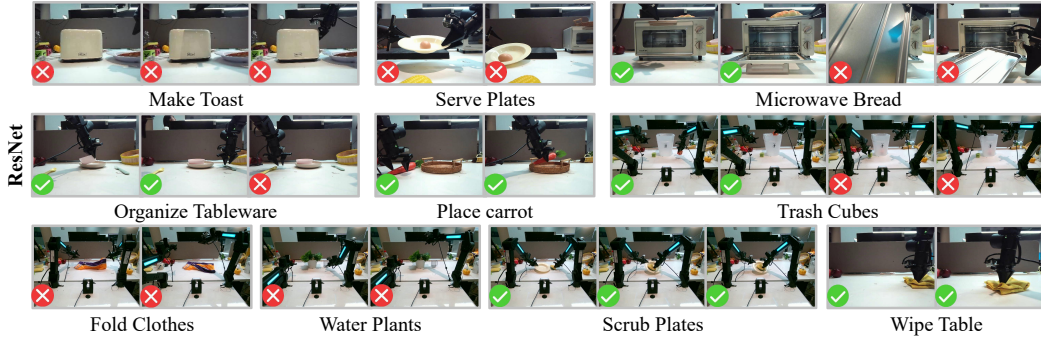 Make Toast
Serve Plates
Microwave Bread
ResNet
Organize Tableware
Place carrot
Trash Cubes
Fold Clothes
Water Plants
Scrub Plates
Wipe Table